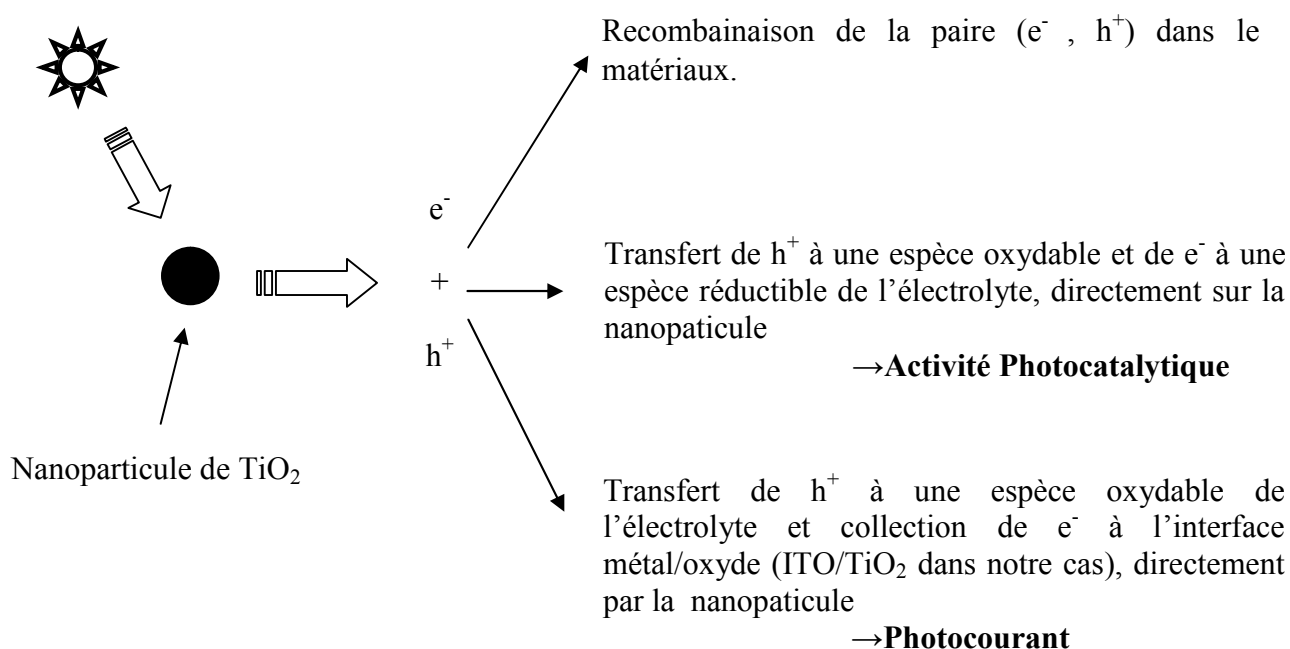 Recombainaison de la paire (e⁻ , h⁺) dans le
matériaux.
e⁻
+
h⁺
Transfert de h⁺ à une espèce oxydable et de e⁻ à une
espèce réductible de l’électrolyte, directement sur la
nanopaticule
→Activité Photocatalytique
Nanoparticule de TiO₂
Transfert de h⁺ à une espèce oxydable de
l’électrolyte et collection de e⁻ à l’interface
métal/oxyde (ITO/TiO₂ dans notre cas), directement
par la nanopaticule
→Photocourant